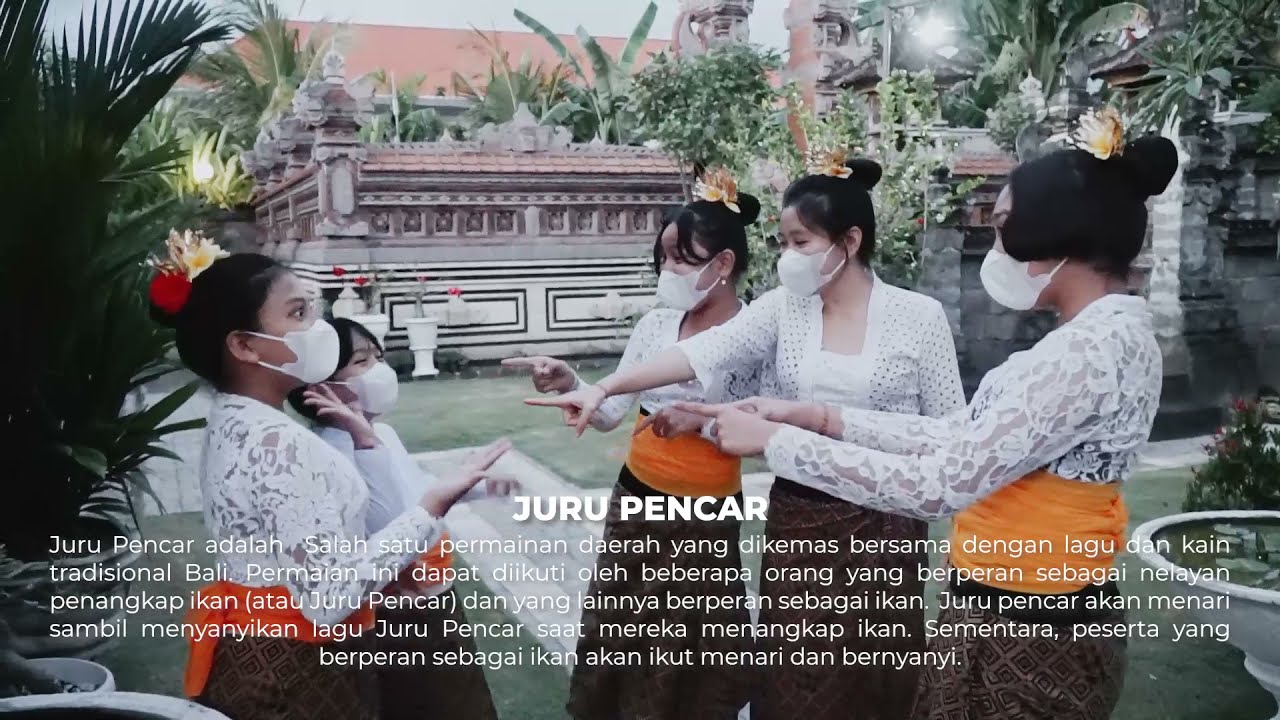 JURU PENCAR
Juru Pencar adalah Salah satu permainan daerah yang dikemas bersama dengan lagu dan kain
tradisional Bali. Permaian ini dapat diikuti oleh beberapa orang yang berperan sebagai nelayan
penangkap ikan (atau Juru Pencar) dan yang lainnya berperan sebagai ikan. Juru pencar akan menari
sambil menyanyikan lagu Juru Pencar saat mereka menangkap ikan. Sementara, peserta yang
berperan sebagai ikan akan ikut menari dan bernyanyi.